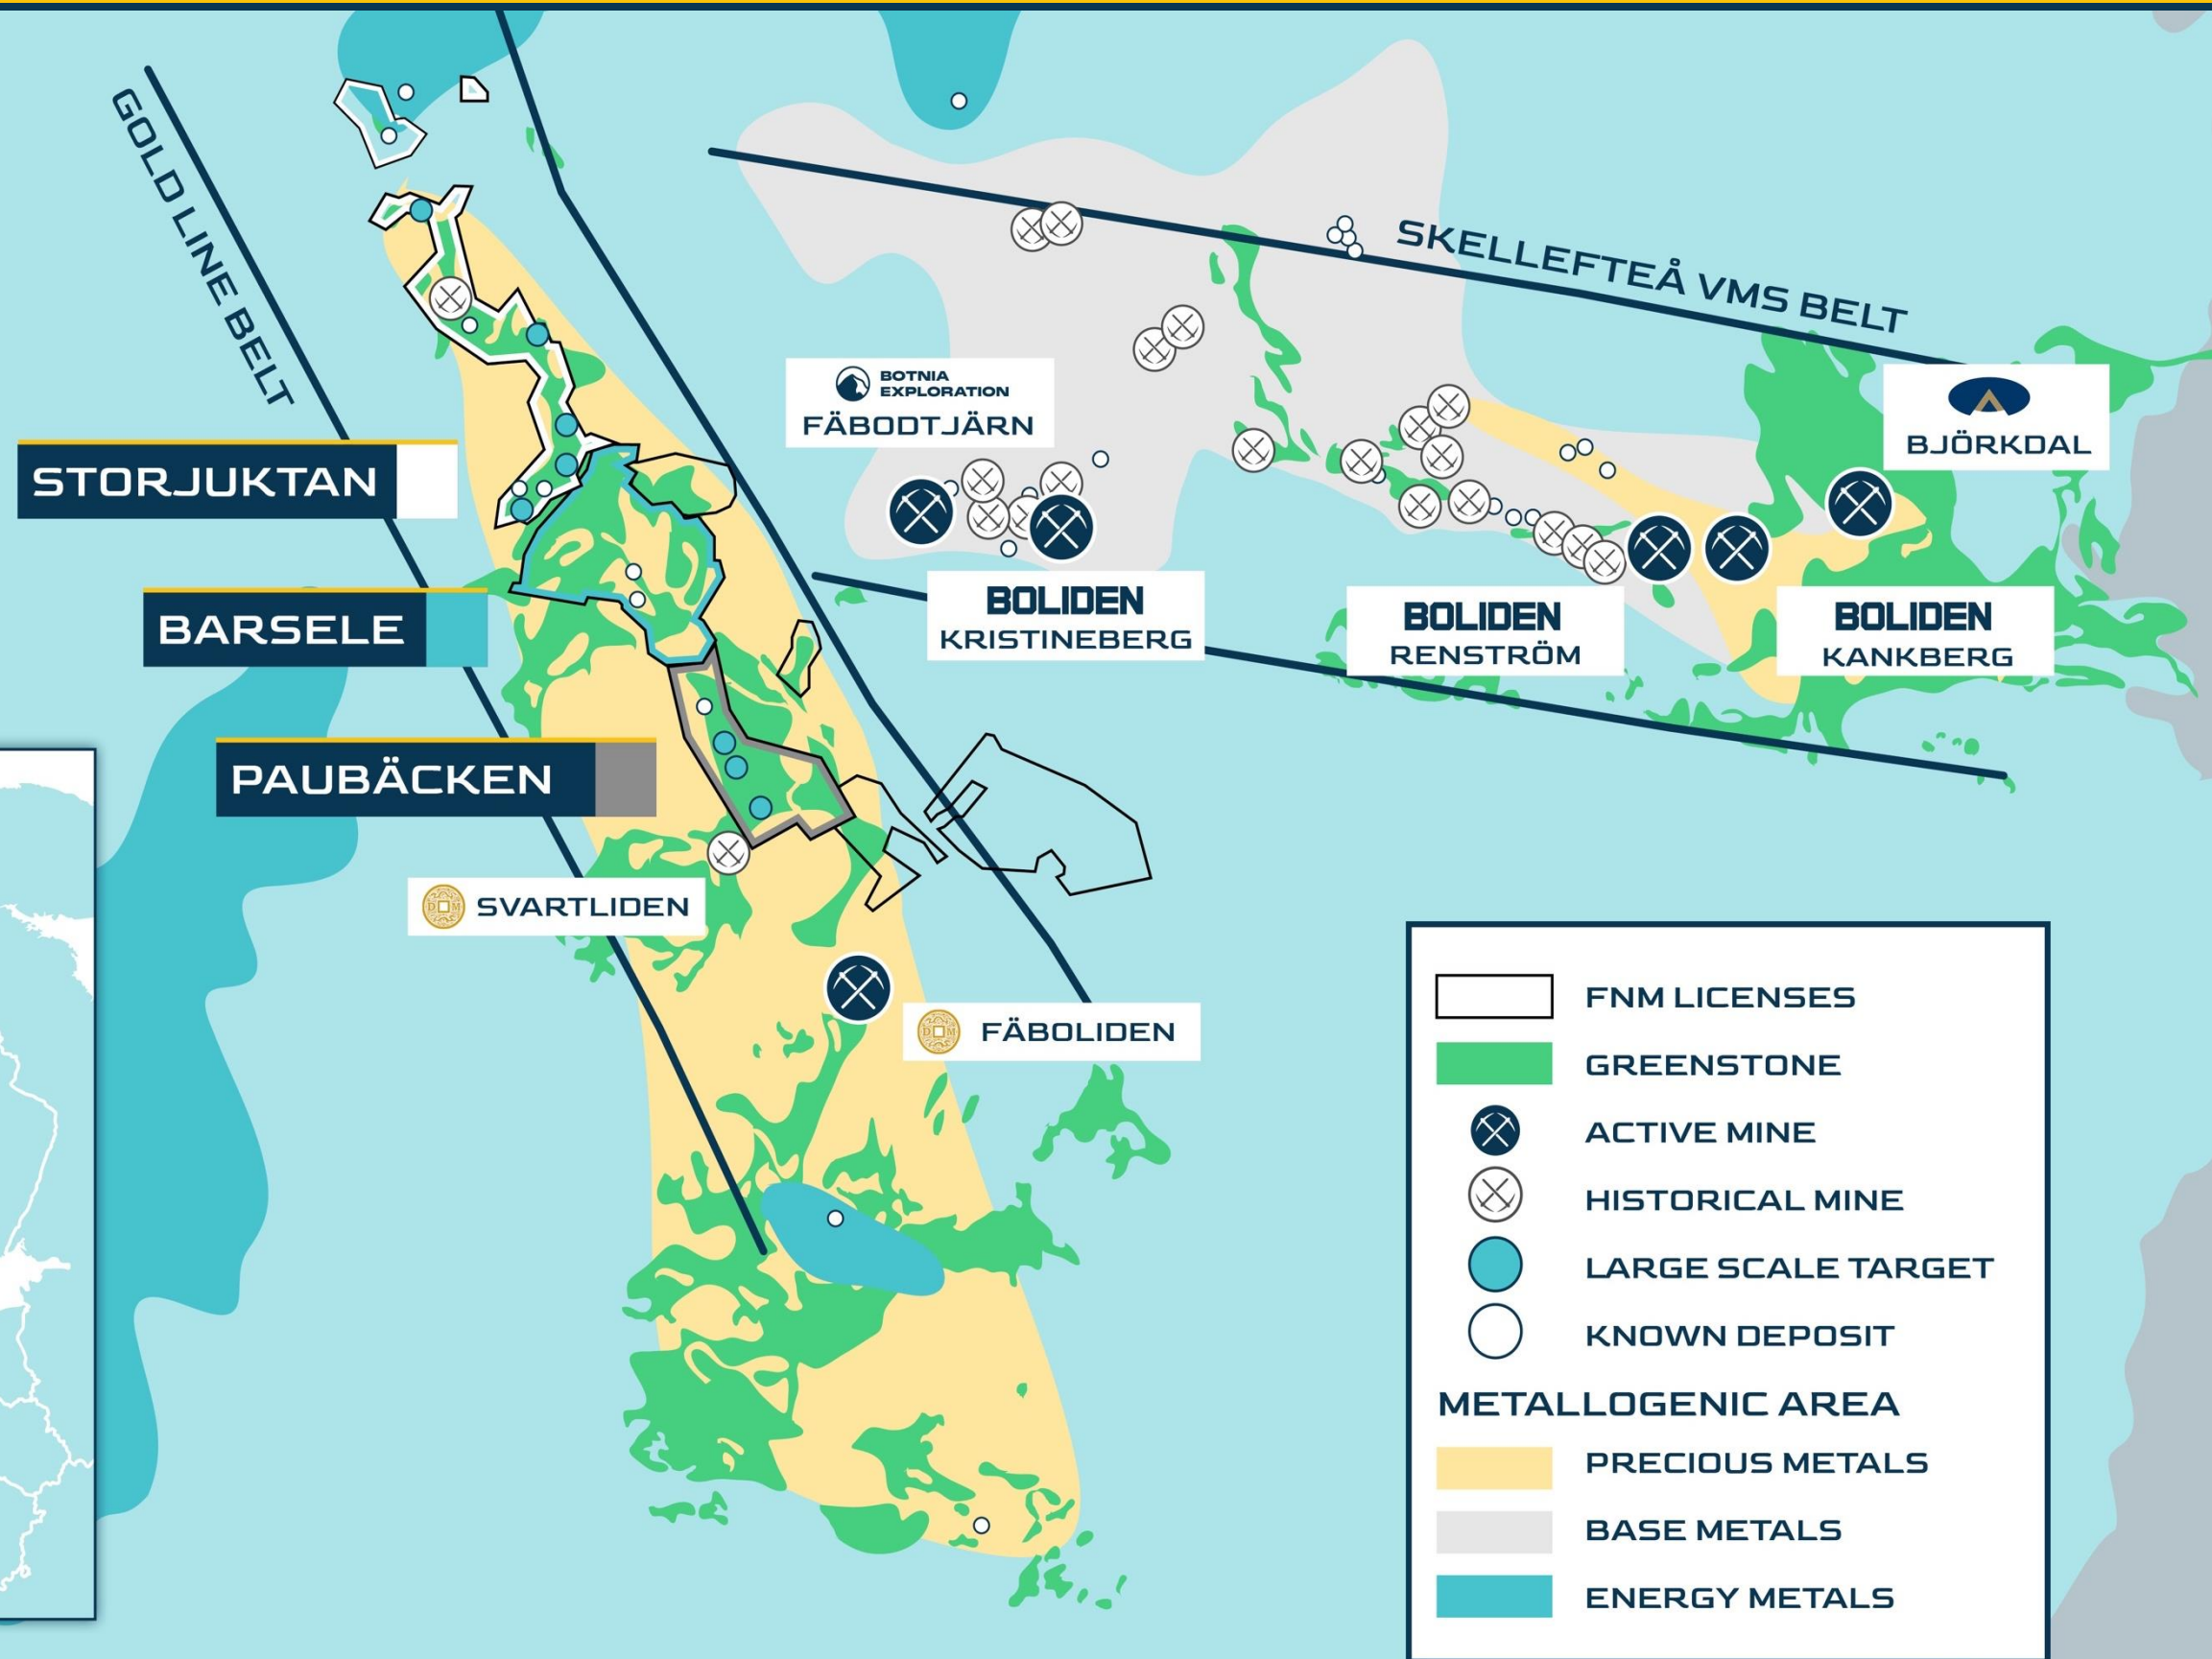 GOLD LINE BELT
SKELLEFTEÅ VMS BELT
BOTNIA
EXPLORATION
FÄBODTJÄRN
BJÖRKDAL
STORJUKTAN
BARSELE
BOLIDEN
KRISTINEBERG
BOLIDEN
RENSTRÖM
BOLIDEN
KANKBERG
PAUBÄCKEN
D M
SVARTLIDEN
D M
FÄBOLIDEN
FNM LICENSES
GREENSTONE
ACTIVE MINE
HISTORICAL MINE
LARGE SCALE TARGET
KNOWN DEPOSIT
METALLOGENIC AREA
PRECIOUS METALS
BASE METALS
ENERGY METALS